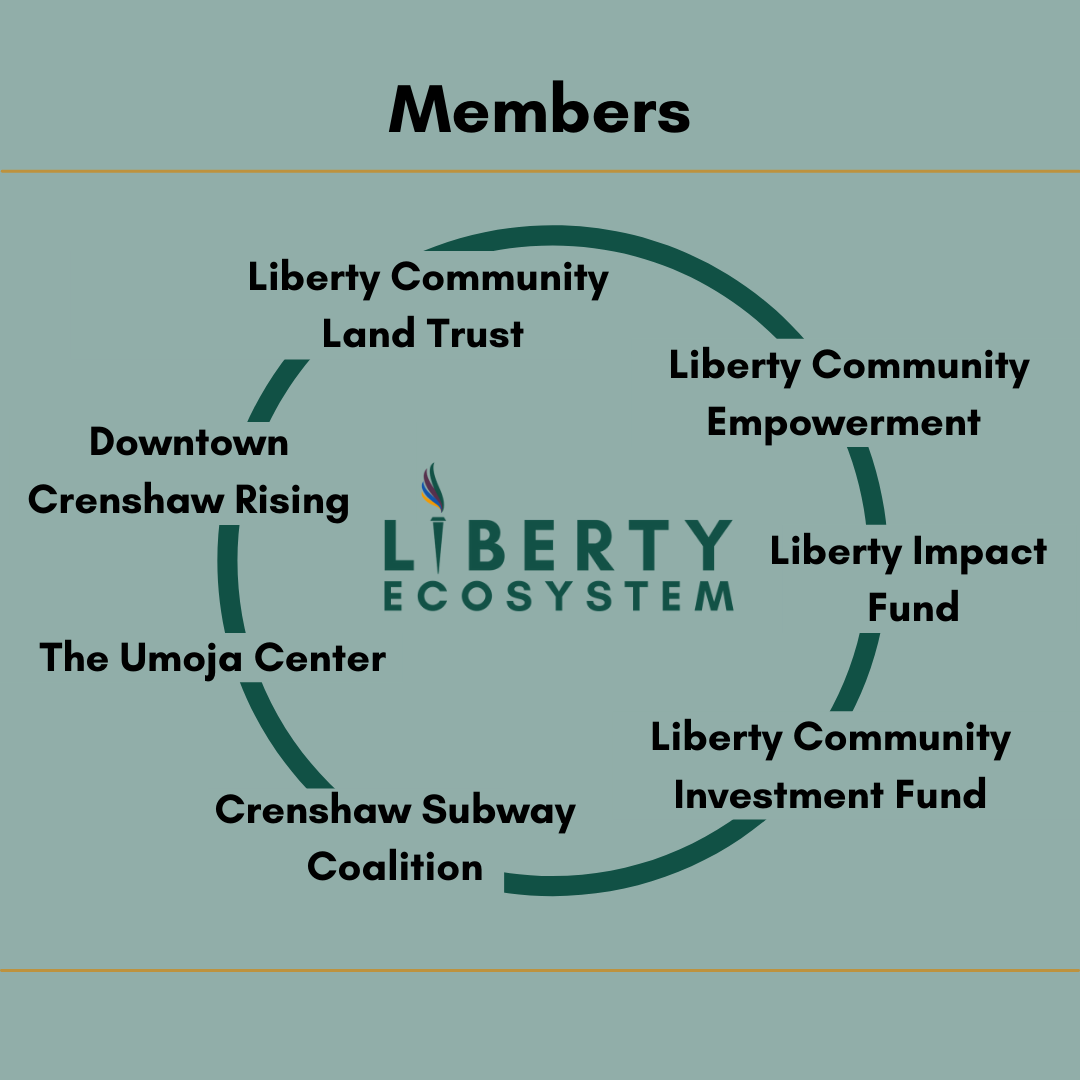 Members
Liberty Community
Land Trust
Liberty Community
Empowerment
Downtown
Crenshaw Rising
LIBERTY
ECOSYSTEM
Liberty Impact
Fund
The Umoja Center
Liberty Community
Investment Fund
Crenshaw Subway
Coalition